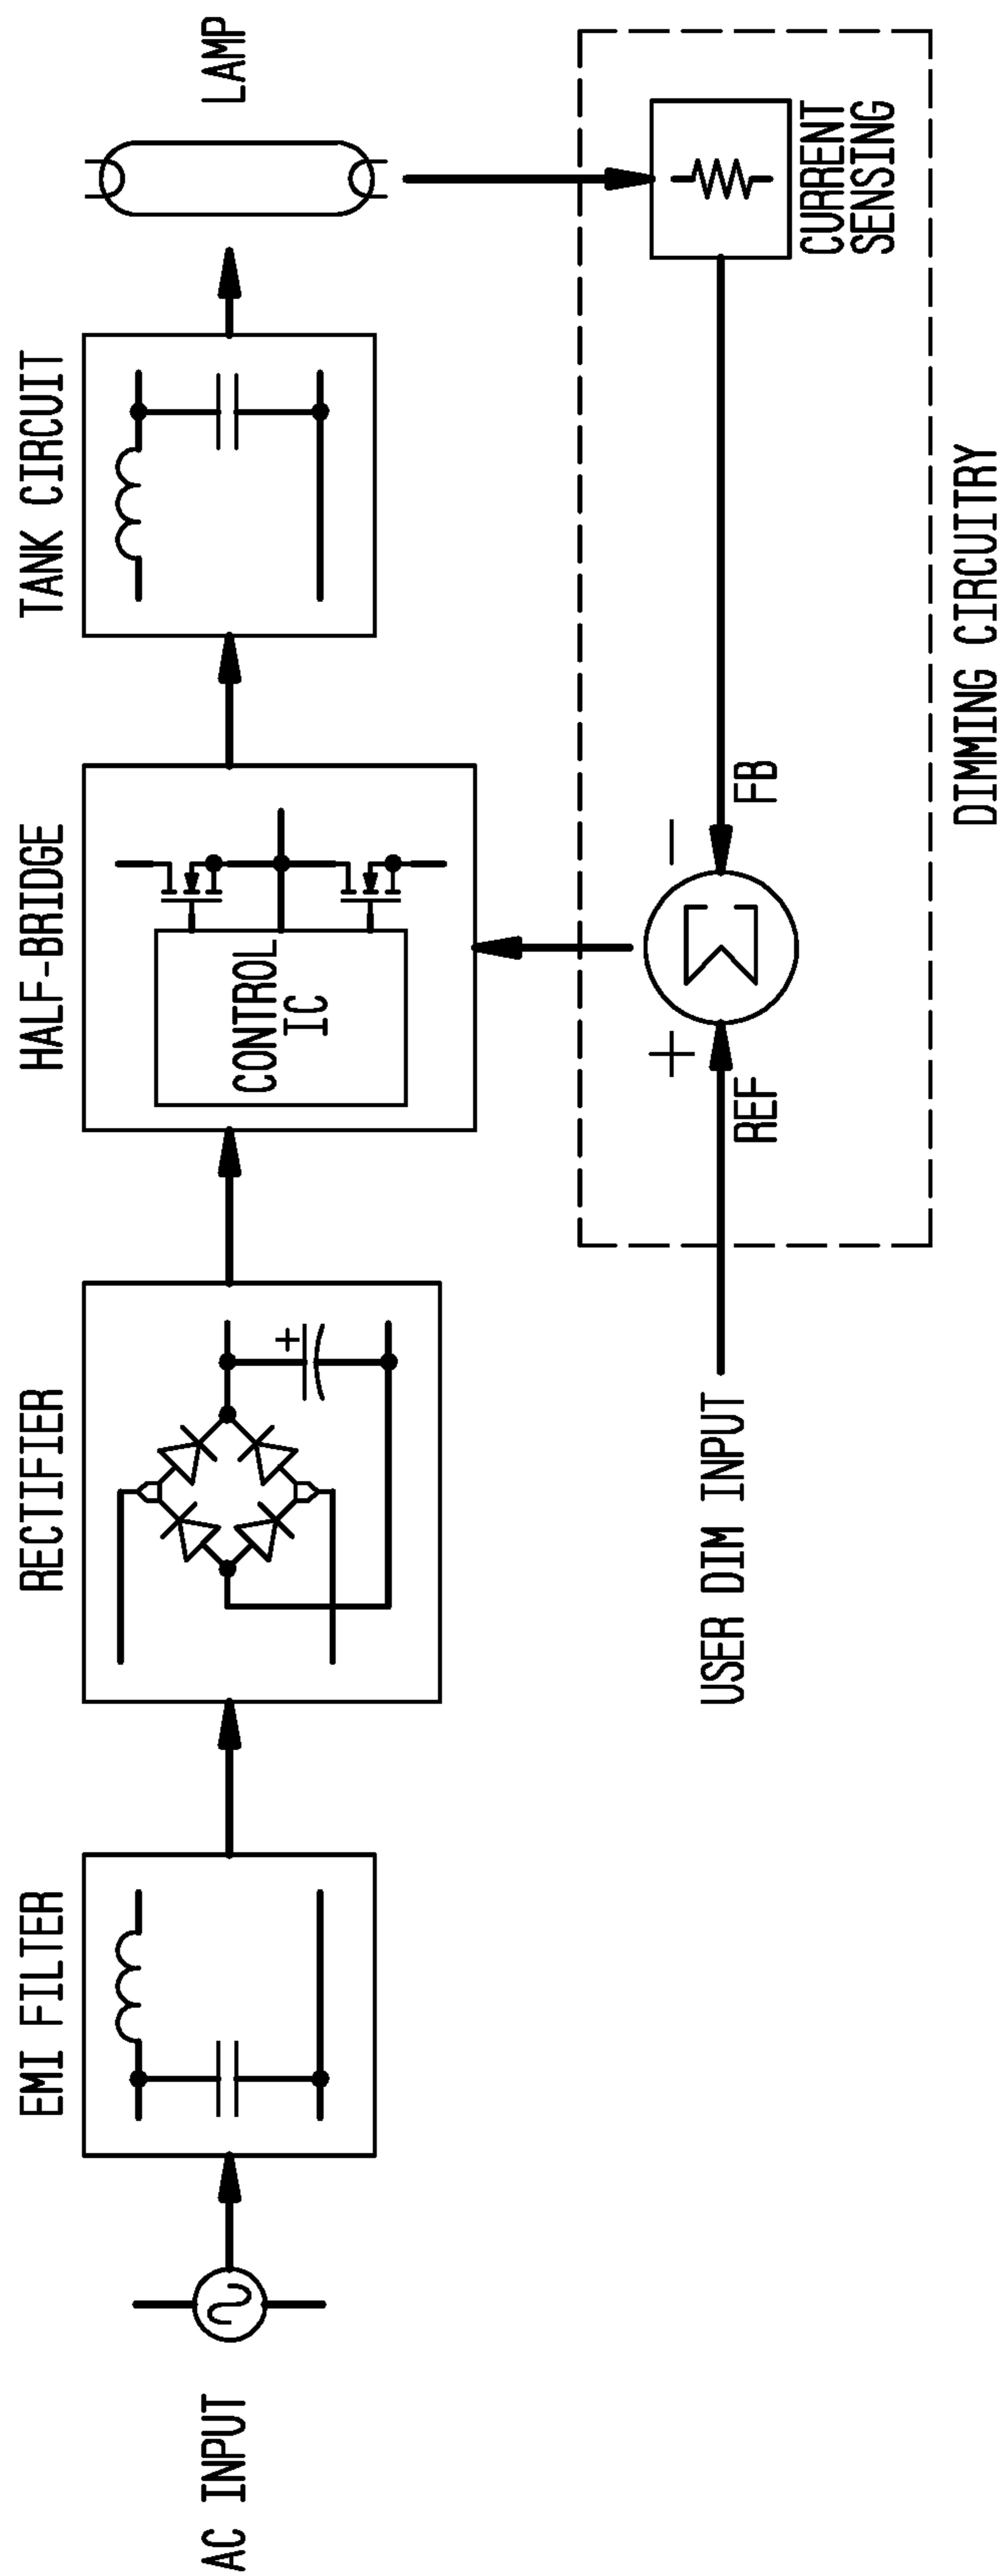 AC INPUT
EMI FILTER
RECTIFIER
+
HALF-BRIDGE
CONTROL
IC
TANK CIRCUIT
LAMP
USER DIM INPUT
REF
+
Σ
−
FB
CURRENT
SENSING
DIMMING CIRCUITRY